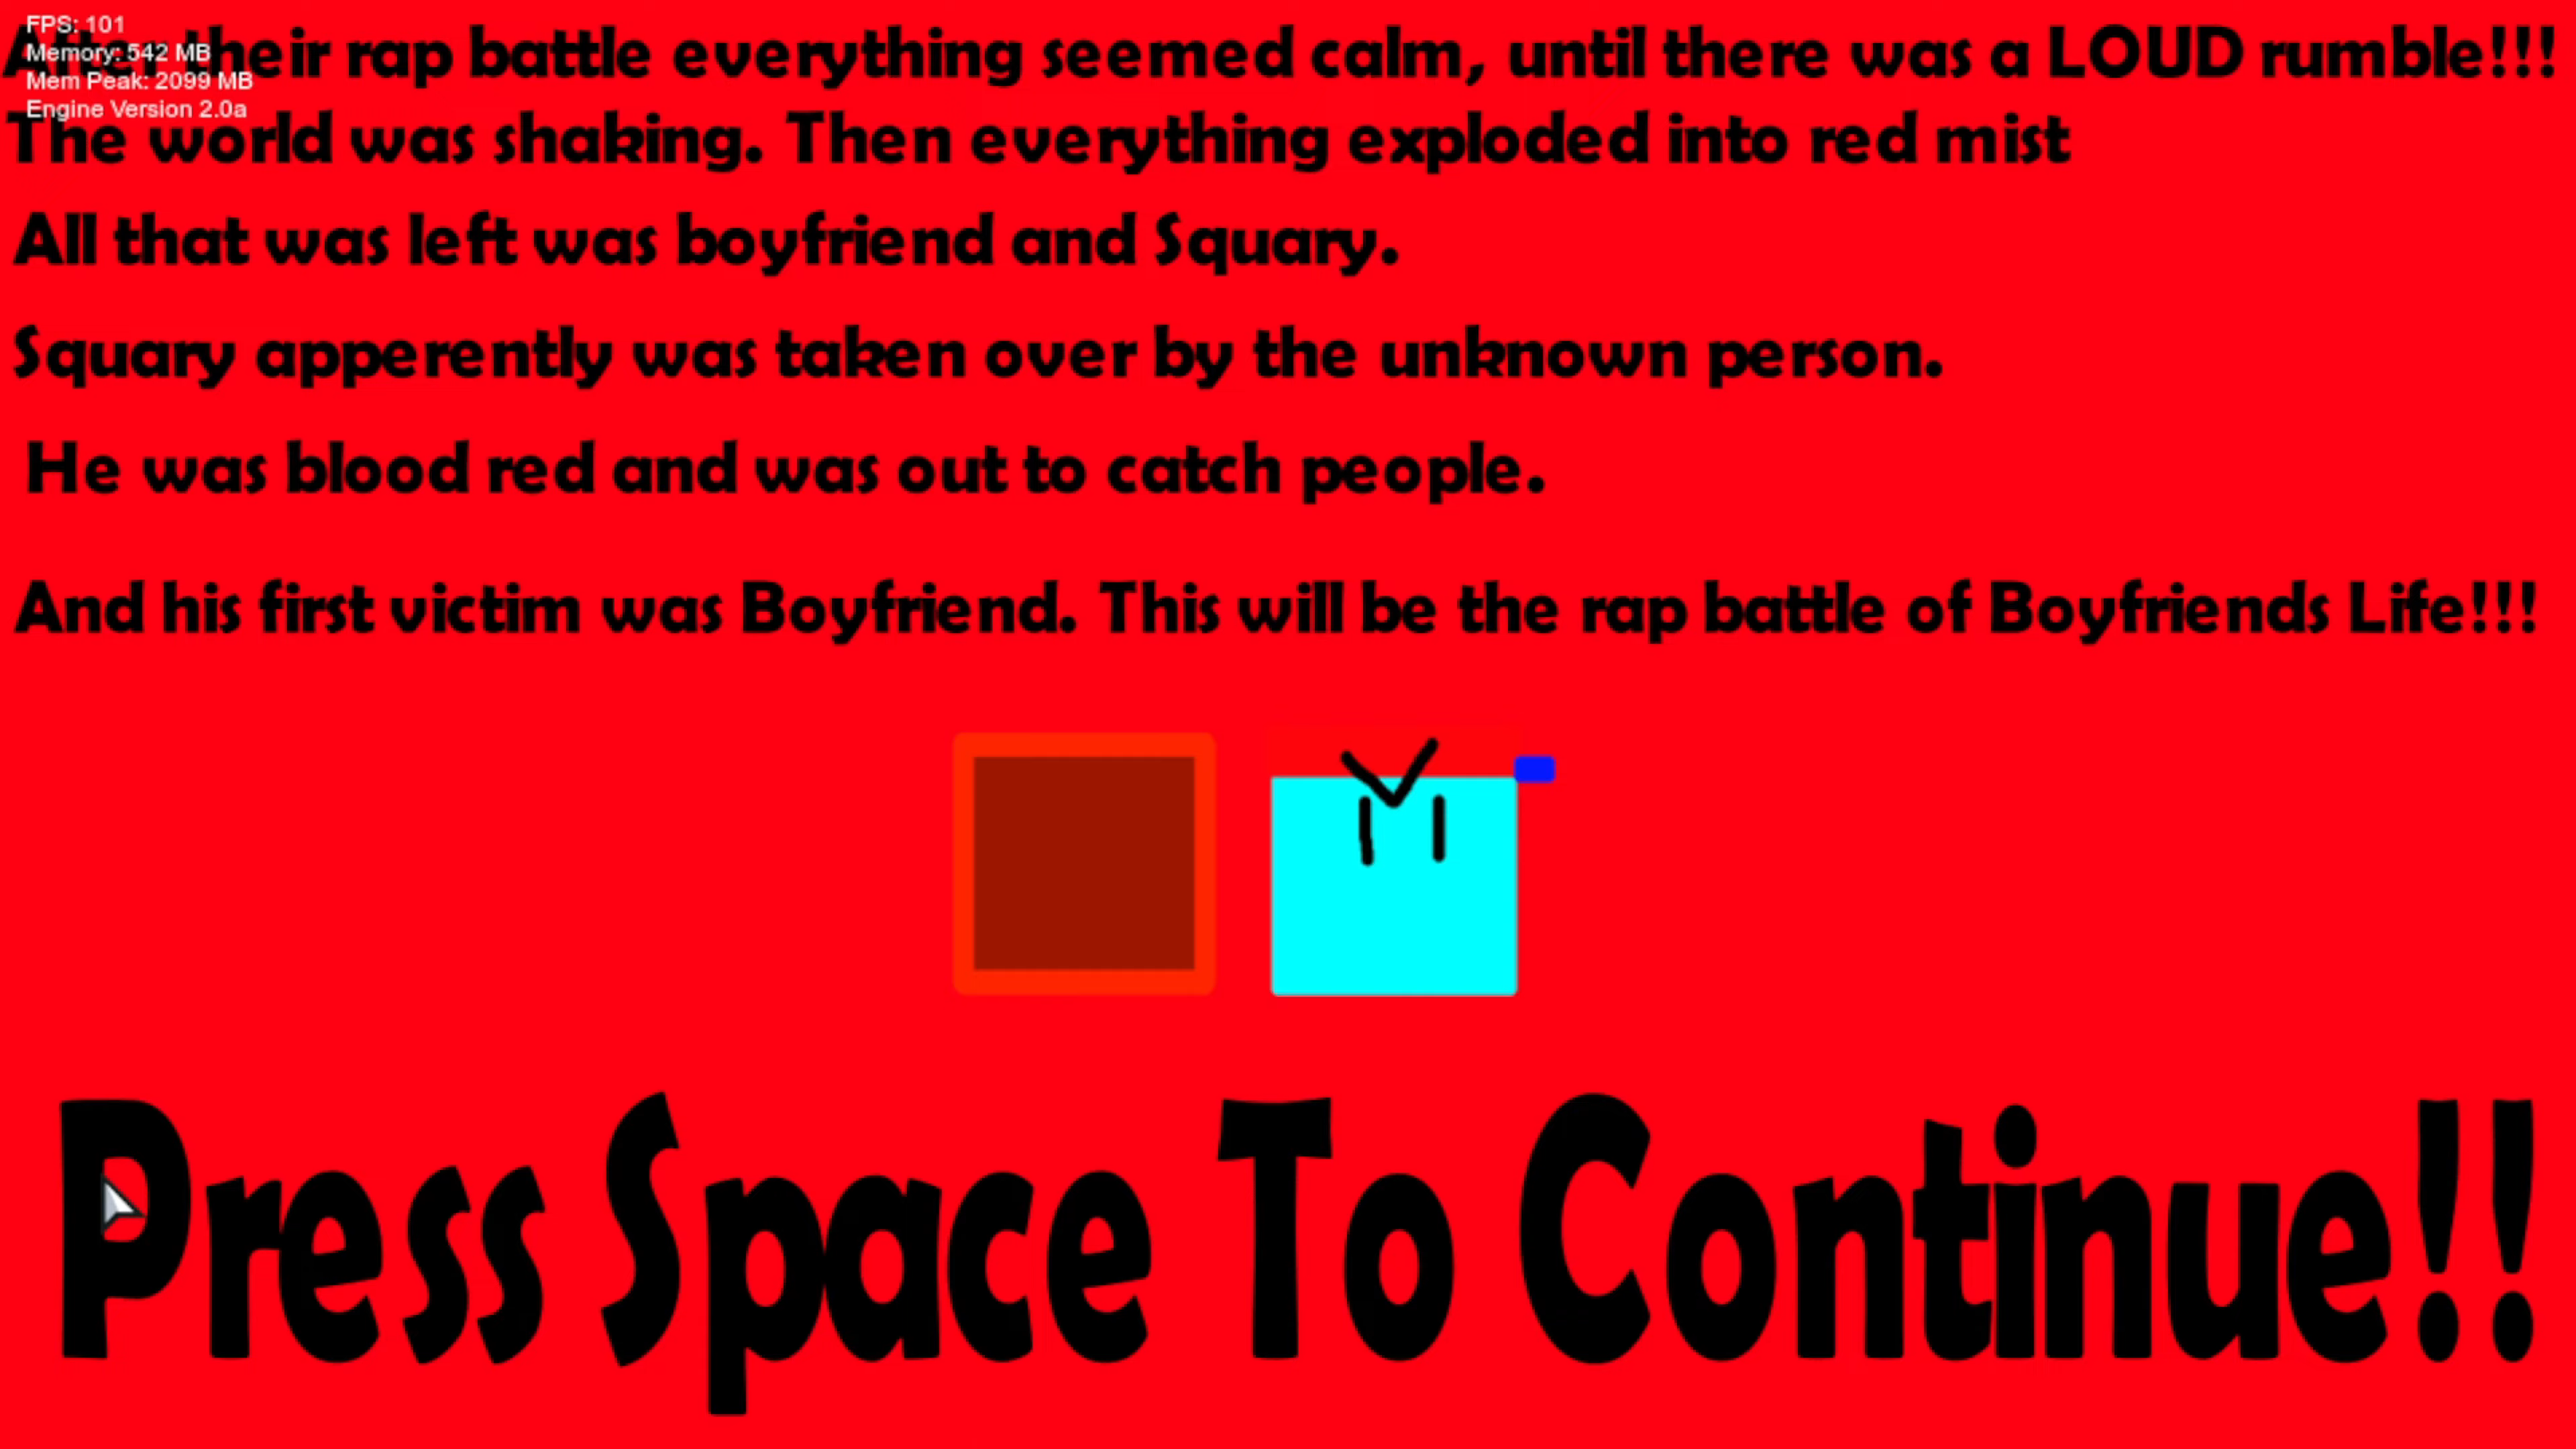 FPS: 101
Memory: 542 MB
Mem Peak: 2099 MB
Engine Version 2.0a
After their rap battle everything seemed calm, until there was a LOUD rumble!!!
The world was shaking. Then everything exploded into red mist
All that was left was boyfriend and Squary.
Squary apperently was taken over by the unknown person.
He was blood red and was out to catch people.
And his first victim was Boyfriend. This will be the rap battle of Boyfriends Life!!!
Press Space To Continue!!